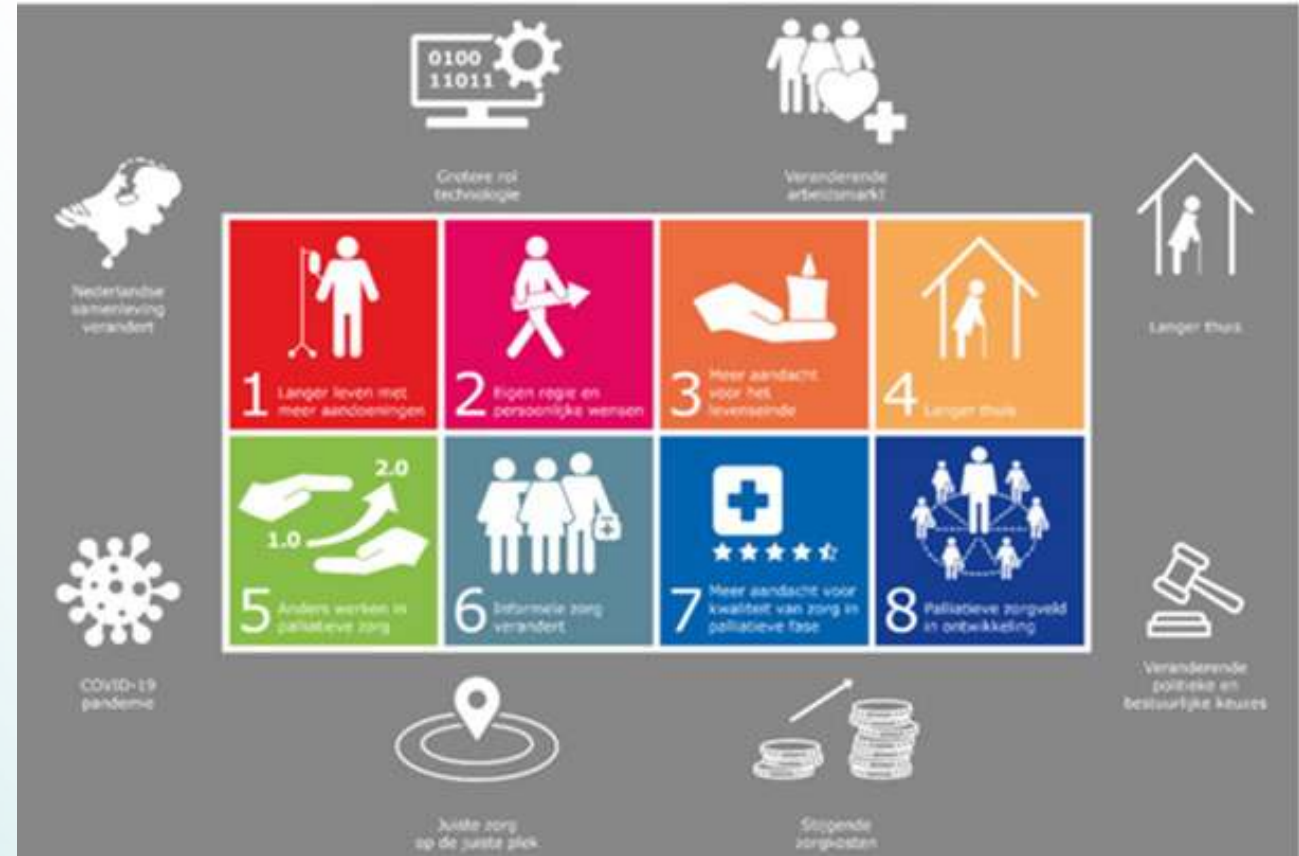 0100
11011
Grotere rol
technologie
Veranderende
arbeidsmarkt
Nederlandse
samenleving
verandert
Langer thuis
1 Langer leven met
meer aandoeningen
2 Eigen regie en
persoonlijke wensen
3 Meer aandacht
voor het
levenseinde
4 Langer thuis
2.0
1.0
5 Anders werken in
palliatieve zorg
6 Informele zorg
verandert
7 Meer aandacht voor
kwaliteit van zorg in
palliatieve fase
8 Palliatieve zorgveld
in ontwikkeling
COVID-19
pandemie
Veranderende
politieke en
bestuurlijke keuzes
Juiste zorg
op de juiste plek
Stijgende
zorgkosten